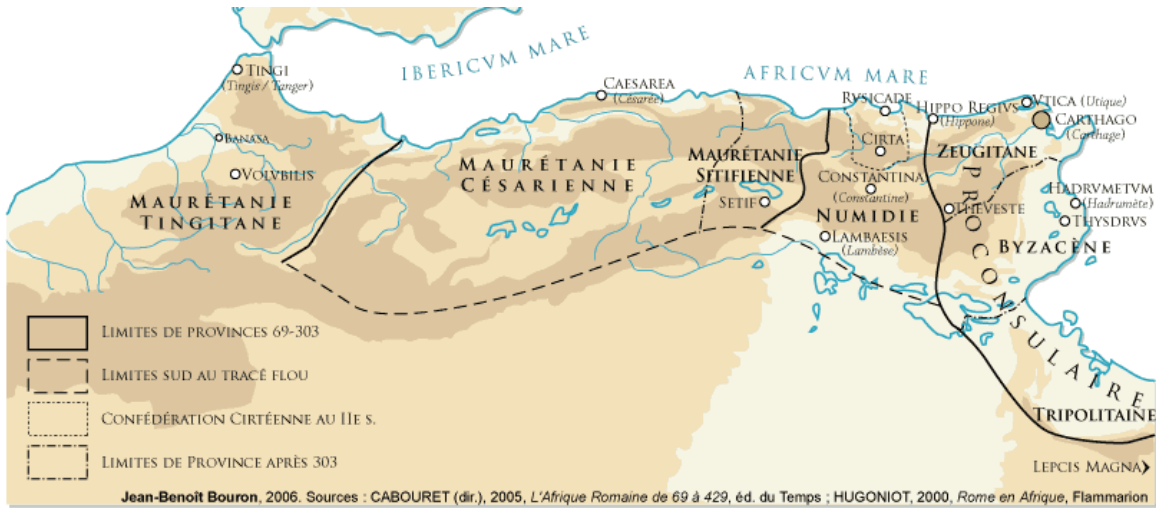 IBERICVM MARE
AFRICVM MARE
TINGI
(Tingis / Tanger)
BANASA
VOLVBILIS
MAURÉTANIE
TINGITANE
CAESAREA
(Césarée)
MAURÉTANIE
CÉSARIENNE
MAURÉTANIE
SITIFIENNE
SETIF
RVSICADE
CIRTA
CONSTANTINA
(Constantine)
NUMIDIE
LAMBAESIS
(Lambèse)
HIPPO REGIVS
(Hippone)
VTICA (Utique)
CARTHAGO
(Carthage)
ZEUGITANE
PROCONSULAIRE
HADRVMETVM
(Hadrumète)
THEVESTE
THYSDRVS
BYZACÈNE
TRIPOLITAINE
LEPCIS MAGNA
LIMITES DE PROVINCES 69-303
LIMITES SUD AU TRACÉ FLOU
CONFÉDÉRATION CIRTÉENNE AU IIE S.
LIMITES DE PROVINCE APRÈS 303
Jean-Benoît Bouron, 2006. Sources : CABOURET (dir.), 2005, L'Afrique Romaine de 69 à 429, éd. du Temps ; HUGONIOT, 2000, Rome en Afrique, Flammarion